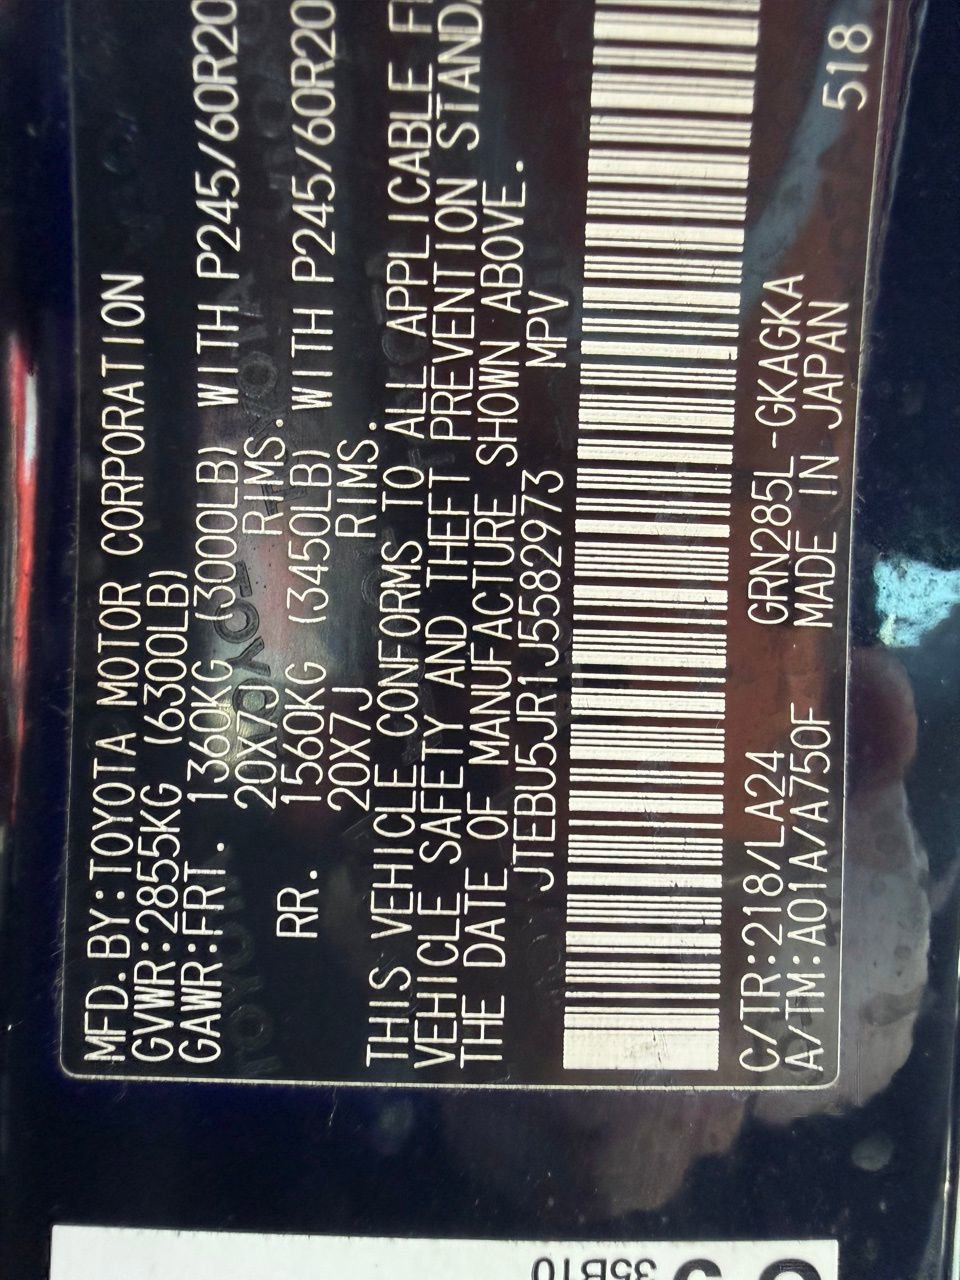 MFD.BY:TOYOTA MOTOR CORPORATION
GVWR:2855KG (6300LB)
GAWR:FRT. 1360KG (3000LB) WITH P245/60R20
20X7J RIMS.
RR. 1560KG (3450LB) WITH P245/60R20
20X7J RIMS.
THIS VEHICLE CONFORMS TO ALL APPLICABLE
VEHICLE SAFETY AND THEFT PREVENTION STANDA
THE DATE OF MANUFACTURE SHOWN ABOVE.
JTEBU5JR1J5582973 MPV
C/TR:218/LA24 GRN285L-GKAGKA
A/TM:A01A/A750F MADE IN JAPAN 518
35B10